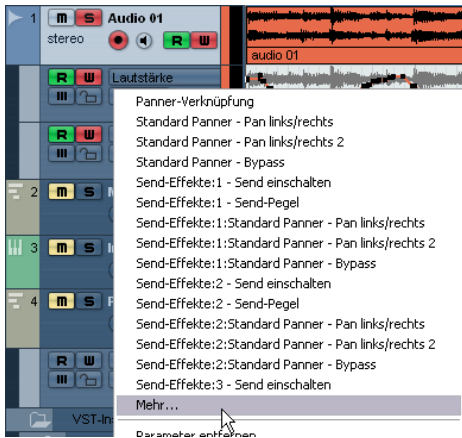 1 m S Audio 01
stereo R W
audio 01
R W Lautstärke
Panner-Verknüpfung
Standard Panner - Pan links/rechts
R W
Standard Panner - Pan links/rechts 2
Standard Panner - Bypass
2 m S
Send-Effekte:1 - Send einschalten
Send-Effekte:1 - Send-Pegel
Send-Effekte:1:Standard Panner - Pan links/rechts
3 m S
Send-Effekte:1:Standard Panner - Pan links/rechts 2
Send-Effekte:1:Standard Panner - Bypass
Send-Effekte:2 - Send einschalten
4 m S
Send-Effekte:2 - Send-Pegel
Send-Effekte:2:Standard Panner - Pan links/rechts
Send-Effekte:2:Standard Panner - Pan links/rechts 2
R W
Send-Effekte:2:Standard Panner - Bypass
Send-Effekte:3 - Send einschalten
Mehr...
VST-In
Parameter entfernen